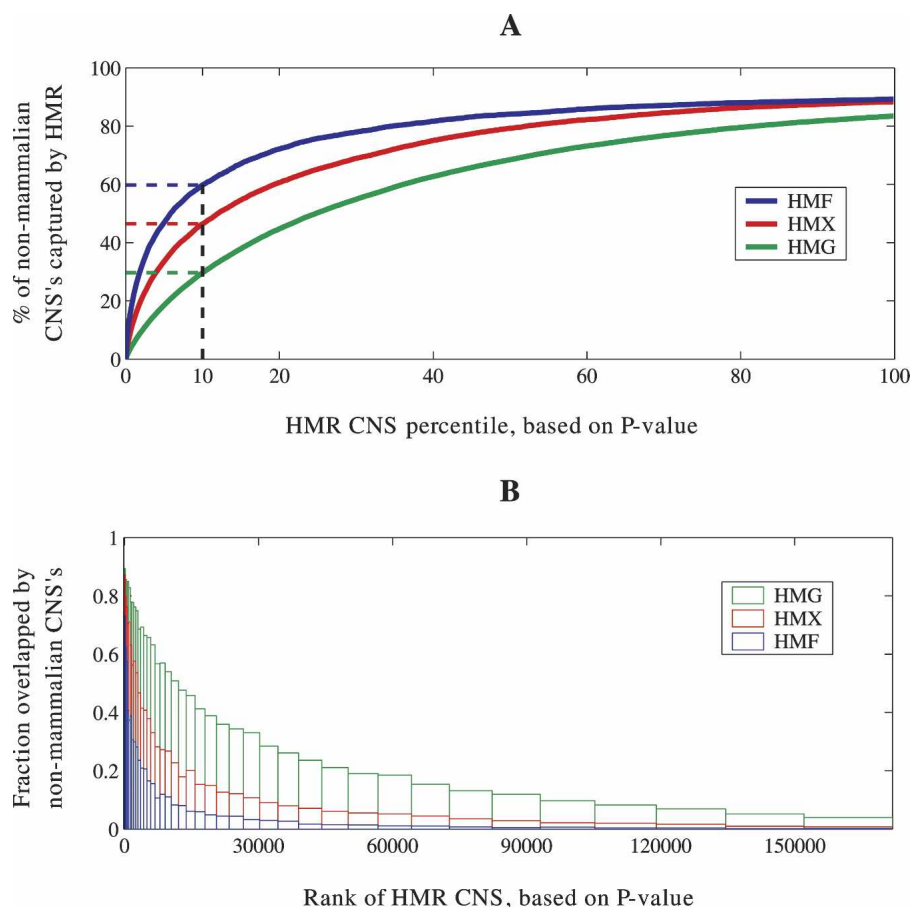 A
% of non-mammalian
CNS's captured by HMR
100
80
60
40
20
0
0 10 20 40 60 80 100
HMF
HMX
HMG
HMR CNS percentile, based on P-value
B
Fraction overlapped by
non-mammalian CNS's
1
0.8
0.6
0.4
0.2
0
0 30000 60000 90000 120000 150000
HMG
HMX
HMF
Rank of HMR CNS, based on P-value